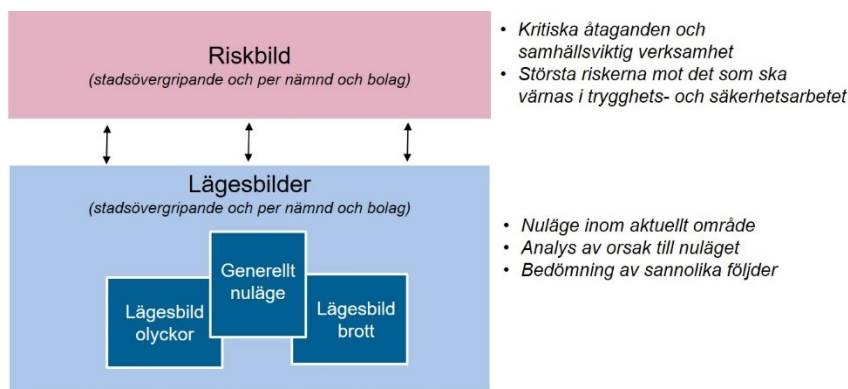 Riskbild
(stadsövergripande och per nämnd och bolag)
• Kritiska åtaganden och
samhällsviktig verksamhet
• Största riskerna mot det som ska
värnas i trygghets- och säkerhetsarbetet
Lägesbilder
(stadsövergripande och per nämnd och bolag)
Generellt
nuläge
Lägesbild
olyckor
Lägesbild
brott
• Nuläge inom aktuellt område
• Analys av orsak till nuläget
• Bedömning av sannolika följder